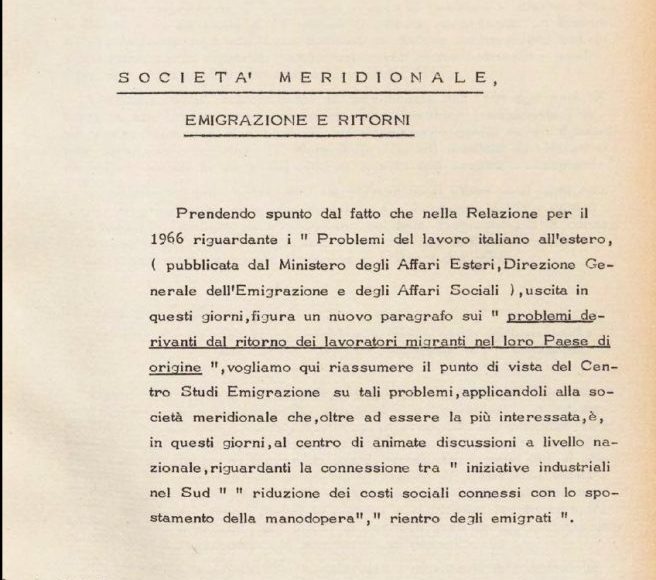 SOCIETA' MERIDIONALE,
EMIGRAZIONE E RITORNI
Prendendo spunto dal fatto che nella Relazione per il
1966 riguardante i " Problemi del lavoro italiano all'estero,
( pubblicata dal Ministero degli Affari Esteri,Direzione Ge-
nerale dell'Emigrazione e degli Affari Sociali ),uscita in
questi giorni,figura un nuovo paragrafo sui " problemi de-
rivanti dal ritorno dei lavoratori migranti nel loro Paese di
origine ",vogliamo qui riassumere il punto di vista del Cen-
tro Studi Emigrazione su tali problemi,applicandoli alla so-
cietà meridionale che,oltre ad essere la più interessata,è,
in questi giorni,al centro di animate discussioni a livello na-
zionale,riguardanti la connessione tra " iniziative industriali
nel Sud " " riduzione dei costi sociali connessi con lo spo-
stamento della manodopera"," rientro degli emigrati ".